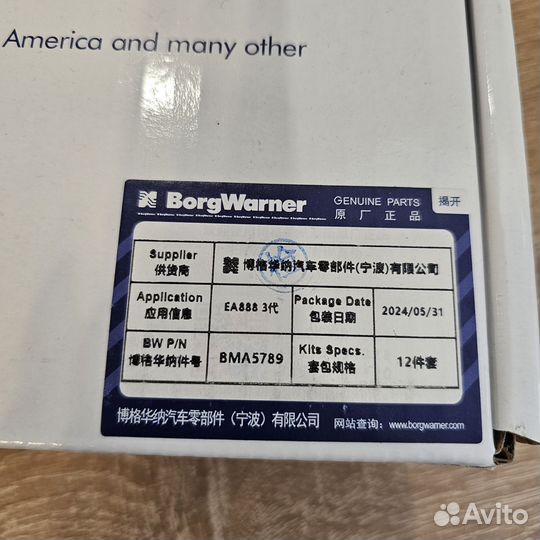 America and many other
BorgWarner GENUINE PARTS 揭开
原厂正品
Supplier
供货商
博格华纳汽车零部件(宁波)有限公司
Application
应用信息
EA888 3代
Package Date
包装日期
2024/05/31
BW P/N
博格华纳件号
BMA5789
Kits Specs.
套包规格
12件套
博格华纳汽车零部件（宁波）有限公司 网站查询：www.borgwarner.com
Avito